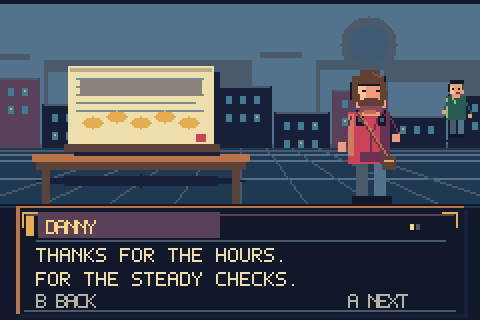 DANNY
THANKS FOR THE HOURS.
FOR THE STEADY CHECKS.
B BACK
A NEXT